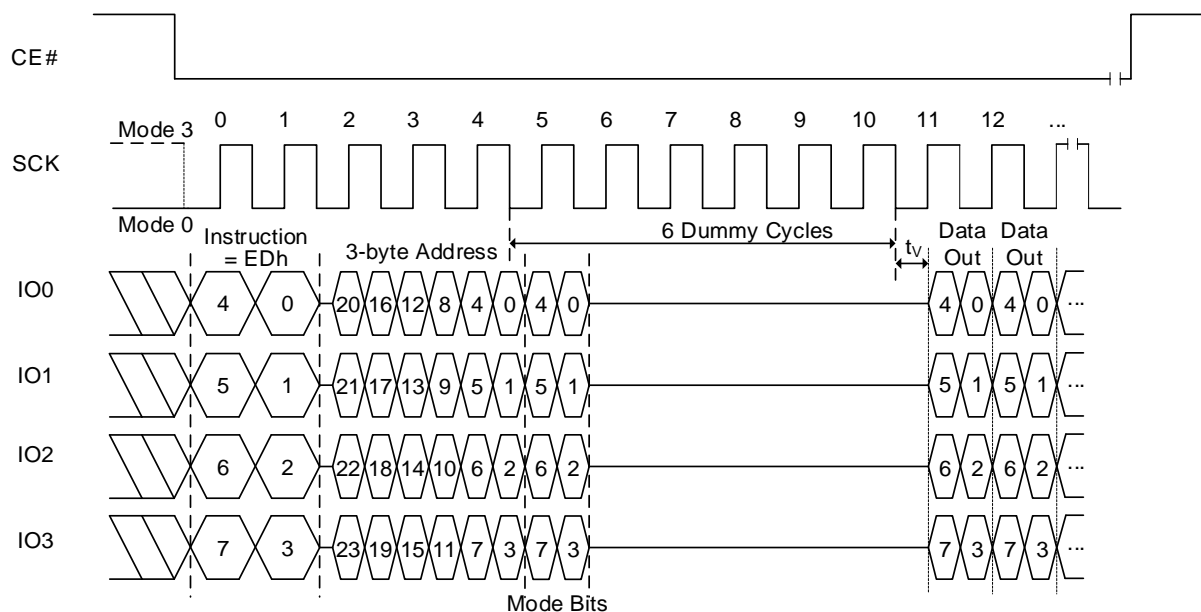 CE#
0 1 2 3 4 5 6 7 8 9 10 11 12 ...
Mode 3
SCK
Mode 0
Instruction
= EDh
3-byte Address
6 Dummy Cycles
tV
Data
Out
Data
Out
IO0 4 0 20 16 12 8 4 0 4 0 4 0 4 0 ...
IO1 5 1 21 17 13 9 5 1 5 1 5 1 5 1 ...
IO2 6 2 22 18 14 10 6 2 6 2 6 2 6 2 ...
IO3 7 3 23 19 15 11 7 3 7 3 7 3 7 3 ...
Mode Bits